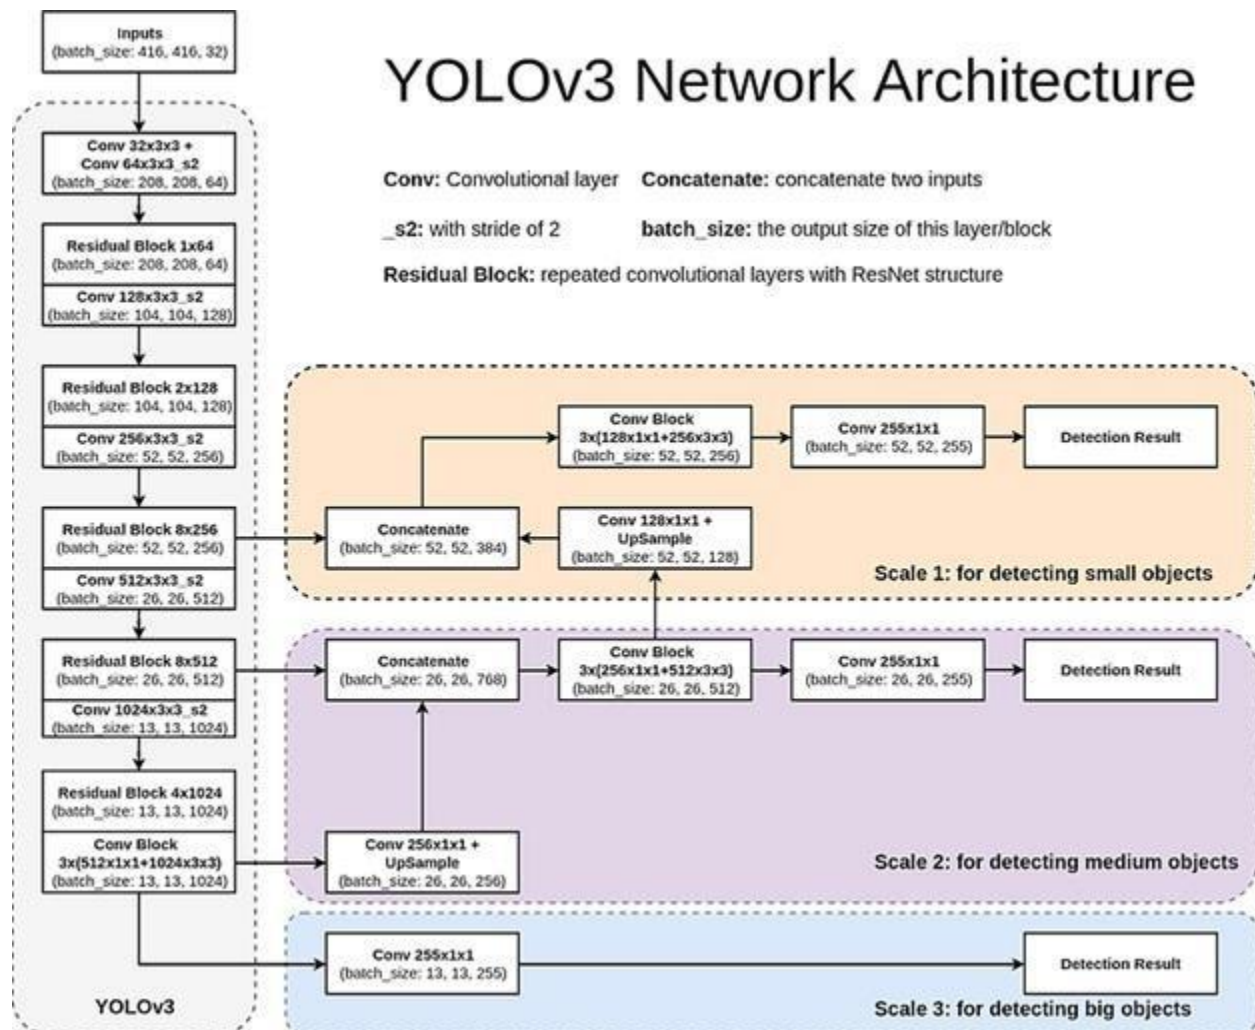 Inputs
(batch_size: 416, 416, 32)
YOLOv3 Network Architecture
Conv: Convolutional layer Concatenate: concatenate two inputs
_s2: with stride of 2 batch_size: the output size of this layer/block
Residual Block: repeated convolutional layers with ResNet structure
Conv 32x3x3 +
Conv 64x3x3_s2
(batch_size: 208, 208, 64)
Residual Block 1x64
(batch_size: 208, 208, 64)
Conv 128x3x3_s2
(batch_size: 104, 104, 128)
Residual Block 2x128
(batch_size: 104, 104, 128)
Conv 256x3x3_s2
(batch_size: 52, 52, 256)
Residual Block 8x256
(batch_size: 52, 52, 256)
Conv 512x3x3_s2
(batch_size: 26, 26, 512)
Residual Block 8x512
(batch_size: 26, 26, 512)
Conv 1024x3x3_s2
(batch_size: 13, 13, 1024)
Residual Block 4x1024
(batch_size: 13, 13, 1024)
Conv Block
3x(512x1x1+1024x3x3)
(batch_size: 13, 13, 1024)
YOLOv3
Conv Block
3x(128x1x1+256x3x3)
(batch_size: 52, 52, 256)
Conv 255x1x1
(batch_size: 52, 52, 255)
Detection Result
Concatenate
(batch_size: 52, 52, 384)
Conv 128x1x1 +
UpSample
(batch_size: 52, 52, 128)
Scale 1: for detecting small objects
Concatenate
(batch_size: 26, 26, 768)
Conv Block
3x(256x1x1+512x3x3)
(batch_size: 26, 26, 512)
Conv 255x1x1
(batch_size: 26, 26, 255)
Detection Result
Conv 256x1x1 +
UpSample
(batch_size: 26, 26, 256)
Scale 2: for detecting medium objects
Conv 255x1x1
(batch_size: 13, 13, 255)
Detection Result
Scale 3: for detecting big objects